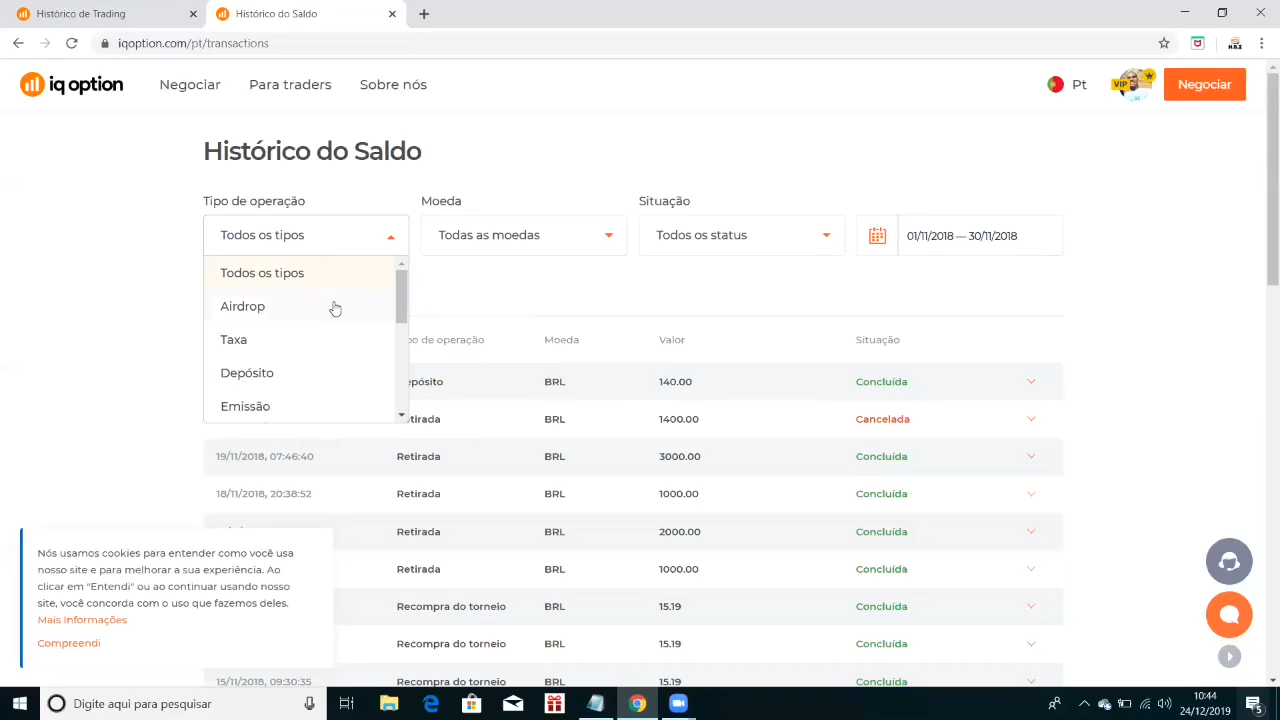 Histórico de Trading
Histórico do Saldo
iqoption.com/pt/transactions
iq option
Negociar
Para traders
Sobre nós
VIP
Pt
Negociar
Histórico do Saldo
Tipo de operação
Moeda
Situação
Todos os tipos
Todas as moedas
Todos os status
01/11/2018 — 30/11/2018
Todos os tipos
Airdrop
Taxa
Depósito
Emissão
po de operação Moeda Valor Situação
epósito BRL 140.00 Concluída
etirada BRL 1400.00 Cancelada
19/11/2018, 07:46:40 Retirada BRL 3000.00 Concluída
18/11/2018, 20:38:52 Retirada BRL 1000.00 Concluída
Retirada BRL 2000.00 Concluída
Retirada BRL 1000.00 Concluída
Recompra do torneio BRL 15.19 Concluída
Recompra do torneio BRL 15.19 Concluída
15/11/2018, 09:30:35 Recompra do torneio BRL 15.19 Concluída
Nós usamos cookies para entender como você usa
nosso site e para melhorar a sua experiência. Ao
clicar em "Entendi" ou ao continuar usando nosso
site, você concorda com o uso que fazemos deles.
Mais Informações
Compreendi
Digite aqui para pesquisar
10:44
24/12/2019
5